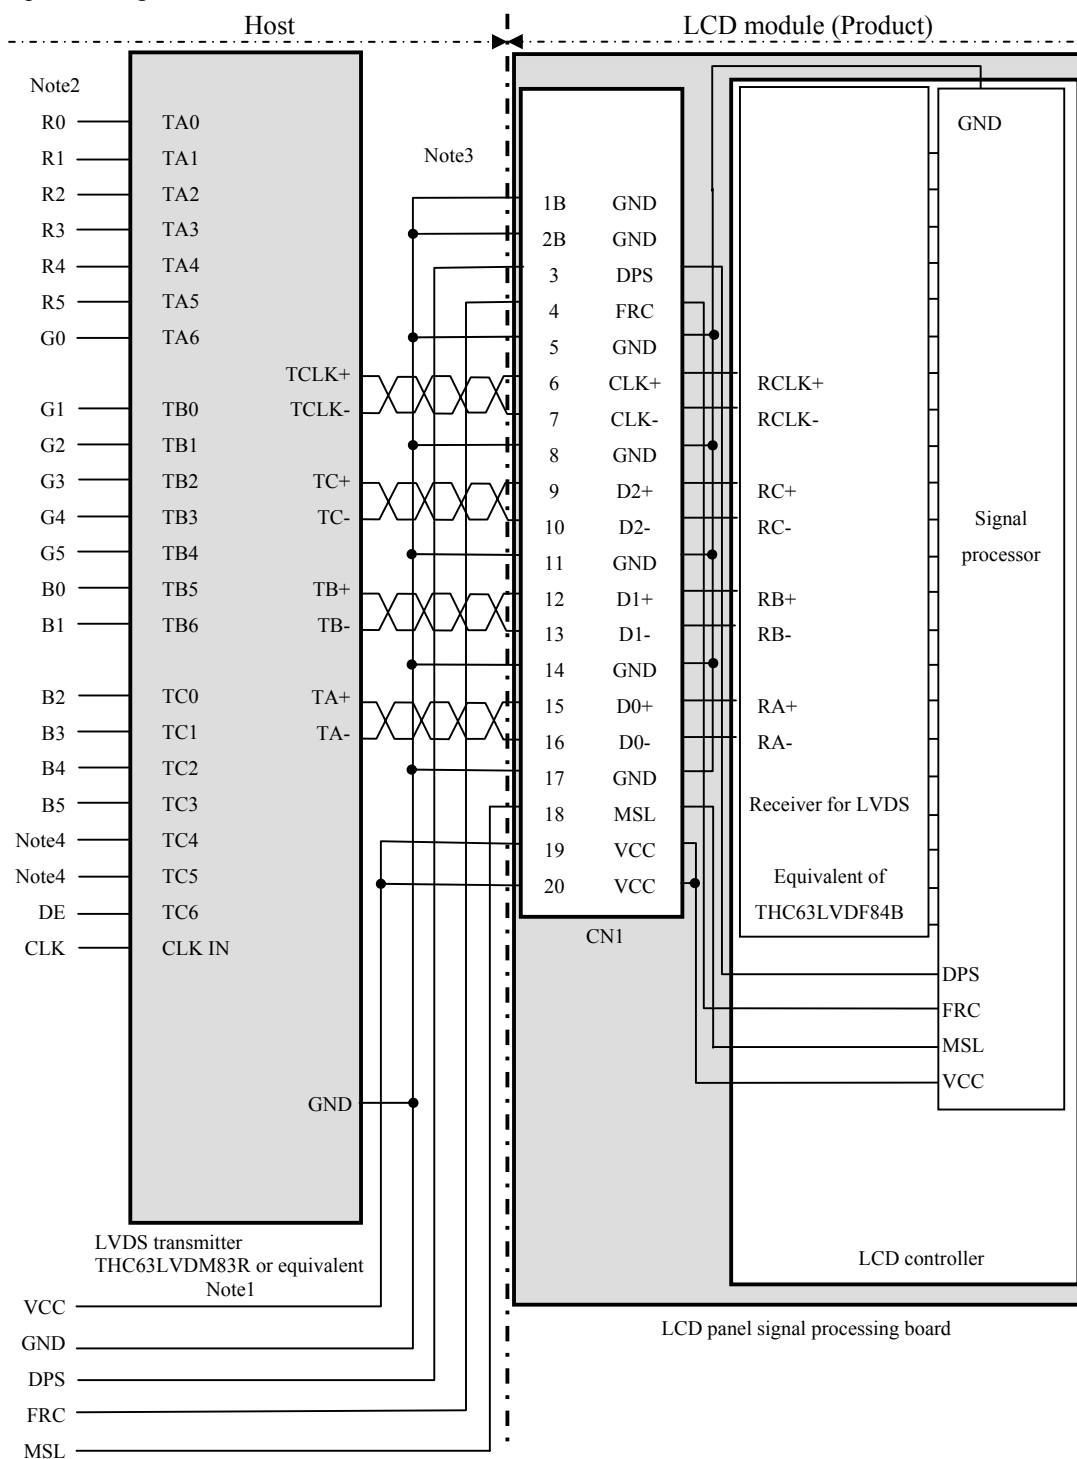 Host
LCD module (Product)
Note2
R0 TA0
R1 TA1
R2 TA2
R3 TA3
R4 TA4
R5 TA5
G0 TA6
G1 TB0
G2 TB1
G3 TB2
G4 TB3
G5 TB4
B0 TB5
B1 TB6
B2 TC0
B3 TC1
B4 TC2
B5 TC3
Note4 TC4
Note4 TC5
DE TC6
CLK CLK IN
TCLK+
TCLK-
TC+
TC-
TB+
TB-
TA+
TA-
GND
LVDS transmitter
THC63LVDM83R or equivalent
Note1
VCC
GND
DPS
FRC
MSL
Note3
1B GND
2B GND
3 DPS
4 FRC
5 GND
6 CLK+
7 CLK-
8 GND
9 D2+
10 D2-
11 GND
12 D1+
13 D1-
14 GND
15 D0+
16 D0-
17 GND
18 MSL
19 VCC
20 VCC
CN1
RCLK+
RCLK-
RC+
RC-
RB+
RB-
RA+
RA-
Receiver for LVDS
Equivalent of
THC63LVDF84B
GND
Signal
processor
DPS
FRC
MSL
VCC
LCD controller
LCD panel signal processing board